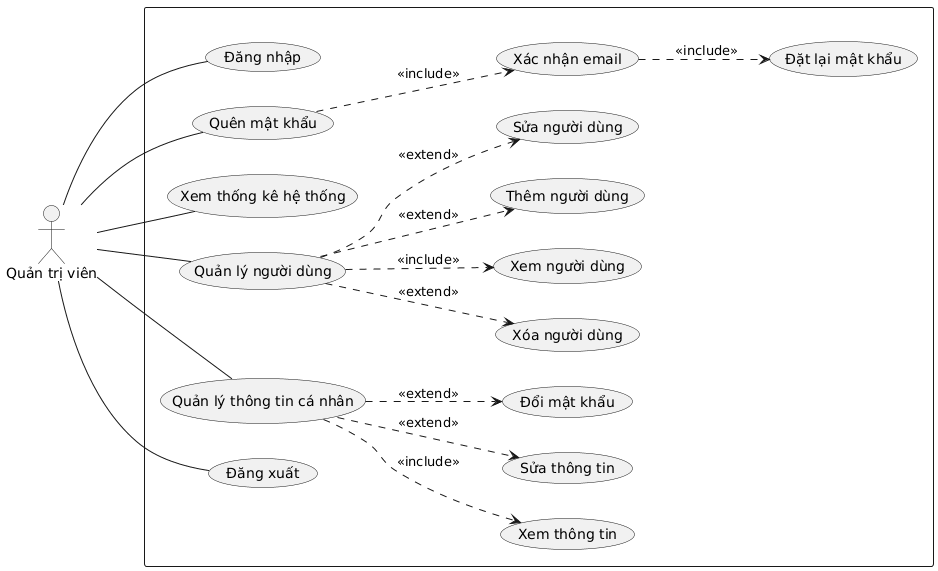 Đăng nhập
Xác nhận email
«include»
Đặt lại mật khẩu
«include»
Quên mật khẩu
Sửa người dùng
«extend»
Xem thống kê hệ thống
Thêm người dùng
«extend»
Quản trị viên
Quản lý người dùng
«include»
Xem người dùng
«extend»
Xóa người dùng
Quản lý thông tin cá nhân
«extend»
Đổi mật khẩu
«extend»
Sửa thông tin
«include»
Đăng xuất
Xem thông tin